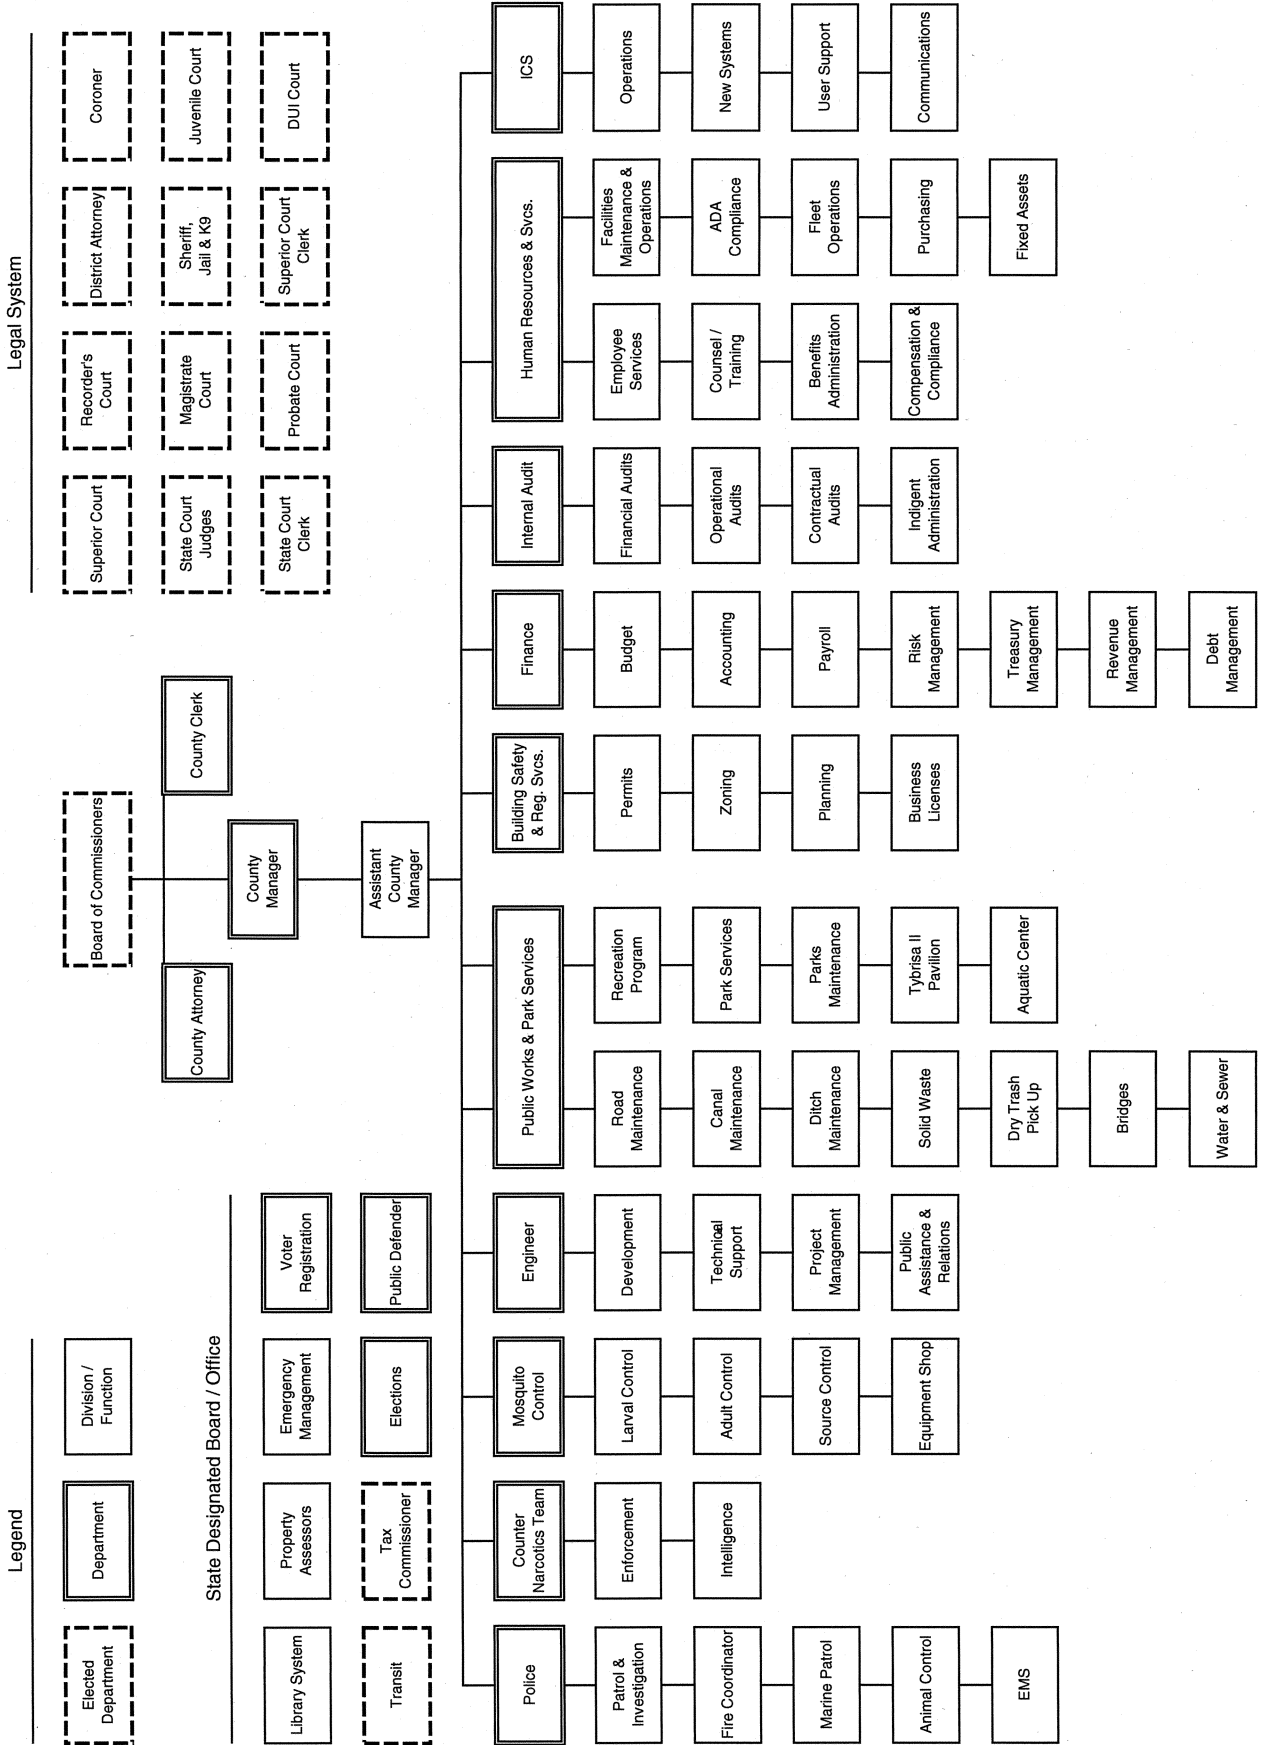 Legend
Elected
Department
Department
Division /
Function
State Designated Board / Office
Library System
Property
Assessors
Emergency
Management
Voter
Registration
Transit
Tax
Commissioner
Elections
Public Defender
Board of Commissioners
County Attorney
County Clerk
County
Manager
Assistant
County
Manager
Legal System
Superior Court
Recorder's
Court
District Attorney
Coroner
State Court
Judges
Magistrate
Court
Sheriff,
Jail & K9
Juvenile Court
State Court
Clerk
Probate Court
Superior Court
Clerk
DUI Court
Police
Patrol &
Investigation
Fire Coordinator
Marine Patrol
Animal Control
EMS
Counter
Narcotics Team
Enforcement
Intelligence
Mosquito
Control
Larval Control
Adult Control
Source Control
Equipment Shop
Engineer
Development
Technical
Support
Project
Management
Public
Assistance &
Relations
Public Works & Park Services
Road
Maintenance
Canal
Maintenance
Ditch
Maintenance
Solid Waste
Dry Trash
Pick Up
Bridges
Water & Sewer
Recreation
Program
Park Services
Parks
Maintenance
Tybrisa II
Pavilion
Aquatic Center
Building Safety
& Reg. Svcs.
Permits
Zoning
Planning
Business
Licenses
Finance
Budget
Accounting
Payroll
Risk
Management
Treasury
Management
Revenue
Management
Debt
Management
Internal Audit
Financial Audits
Operational
Audits
Contractual
Audits
Indigent
Administration
Human Resources & Svcs.
Employee
Services
Counsel /
Training
Benefits
Administration
Compensation &
Compliance
Facilities
Maintenance &
Operations
ADA
Compliance
Fleet
Operations
Purchasing
Fixed Assets
ICS
Operations
New Systems
User Support
Communications